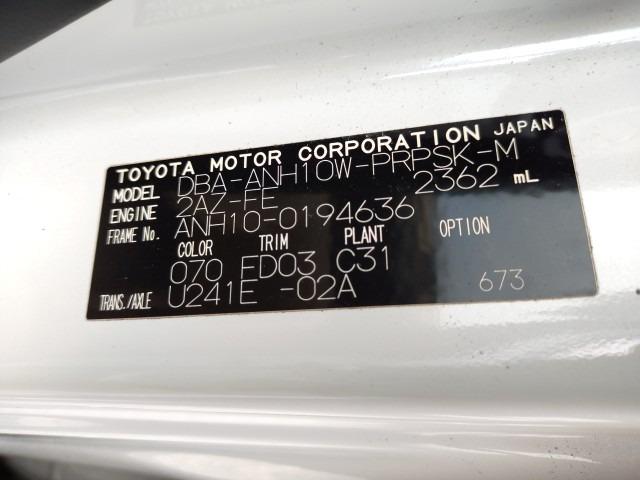 TOYOTA MOTOR CORPORATION JAPAN
MODEL DBA-ANH10W-PRPSK-M
ENGINE 2AZ-FE 2362 mL
FRAME No. ANH10-0194636
COLOR TRIM PLANT OPTION
070 FD03 C31
TRANS./AXLE U241E -02A 673